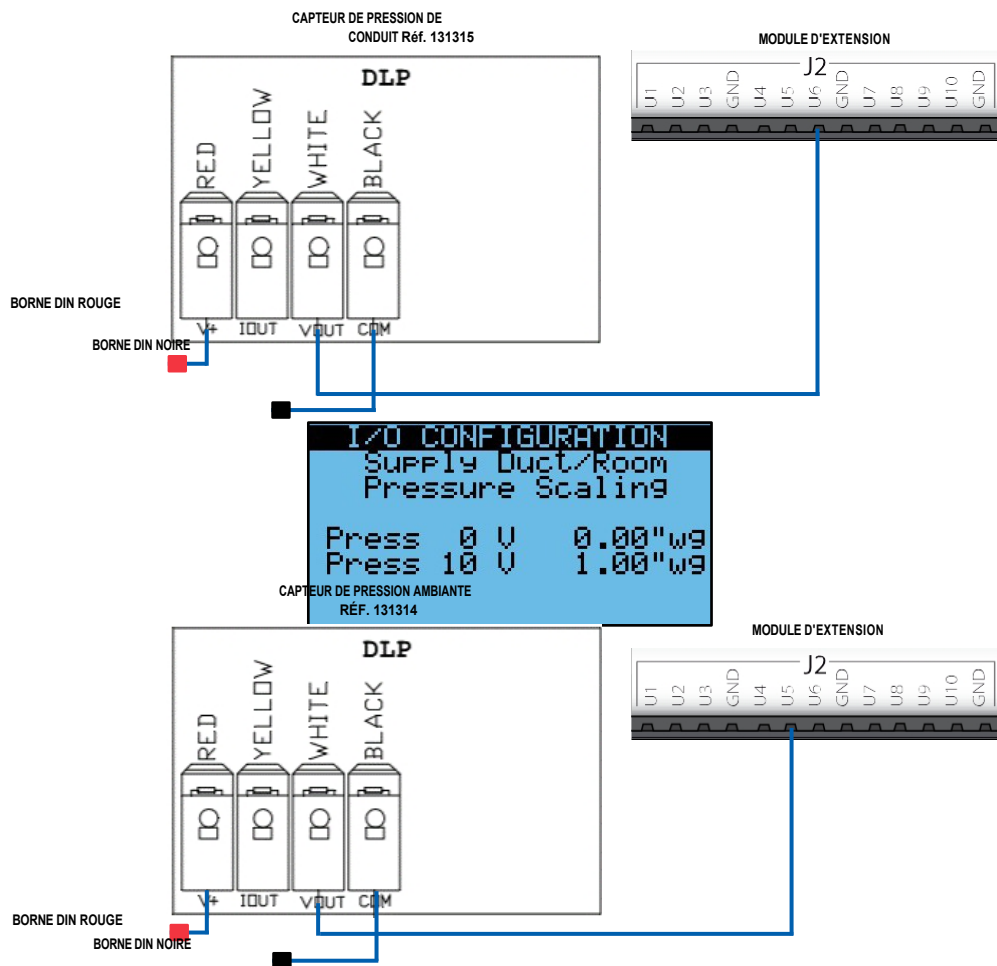 CAPTEUR DE PRESSION DE
CONDUIT Réf. 131315
MODULE D'EXTENSION
DLP
J2
U1 U2 U3 GND U4 U5 U6 GND U7 U8 U9 U10 GND
RED YELLOW WHITE BLACK
BORNE DIN ROUGE
V+ IOUT VOUT COM
BORNE DIN NOIRE
I/O CONFIGURATION
Supply Duct/Room
Pressure Scaling
Press 0 V 0.00"wg
Press 10 V 1.00"wg
CAPTEUR DE PRESSION AMBIANTE
RÉF. 131314
MODULE D'EXTENSION
DLP
J2
U1 U2 U3 GND U4 U5 U6 GND U7 U8 U9 U10 GND
RED YELLOW WHITE BLACK
V+ IOUT VOUT COM
BORNE DIN ROUGE
BORNE DIN NOIRE